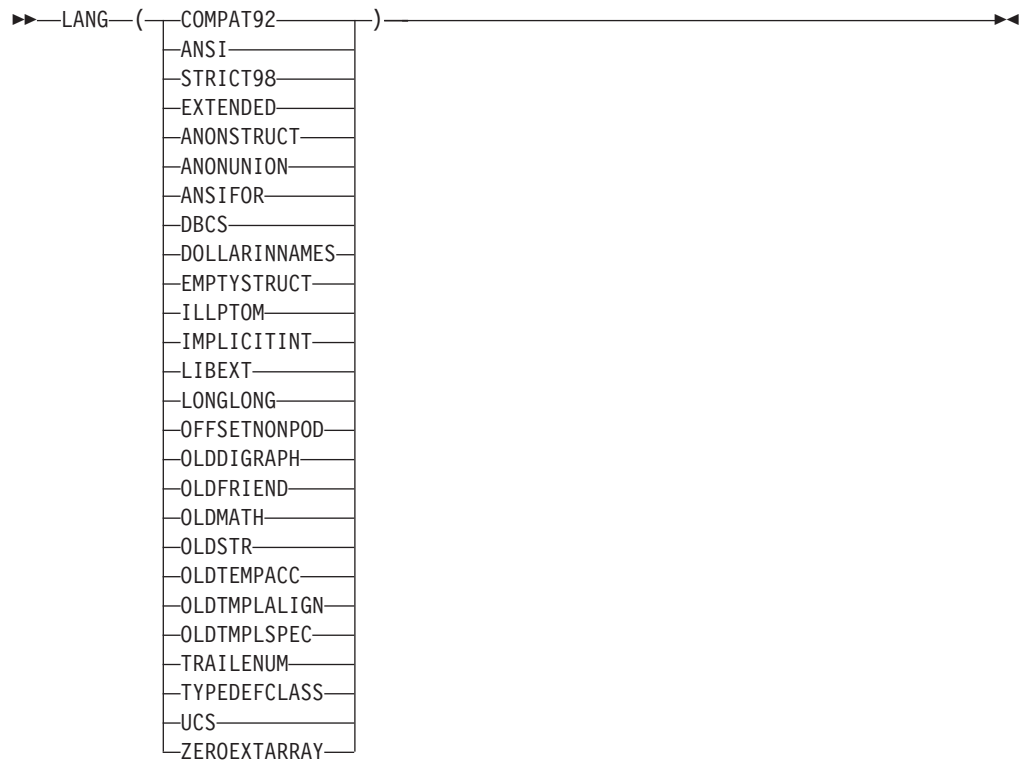 LANG ( COMPAT92 )
ANSI
STRICT98
EXTENDED
ANONSTRUCT
ANONUNION
ANSIFOR
DBCS
DOLLARINNAMES
EMPTYSTRUCT
ILLPTOM
IMPLICITINT
LIBEXT
LONGLONG
OFFSETNONPOD
OLDDIGRAPH
OLDFRIEND
OLDMATH
OLDSTR
OLDTEMPACC
OLDTMPLALIGN
OLDTMPLSPEC
TRAILENUM
TYPEDEFCLASS
UCS
ZEROEXTARRAY